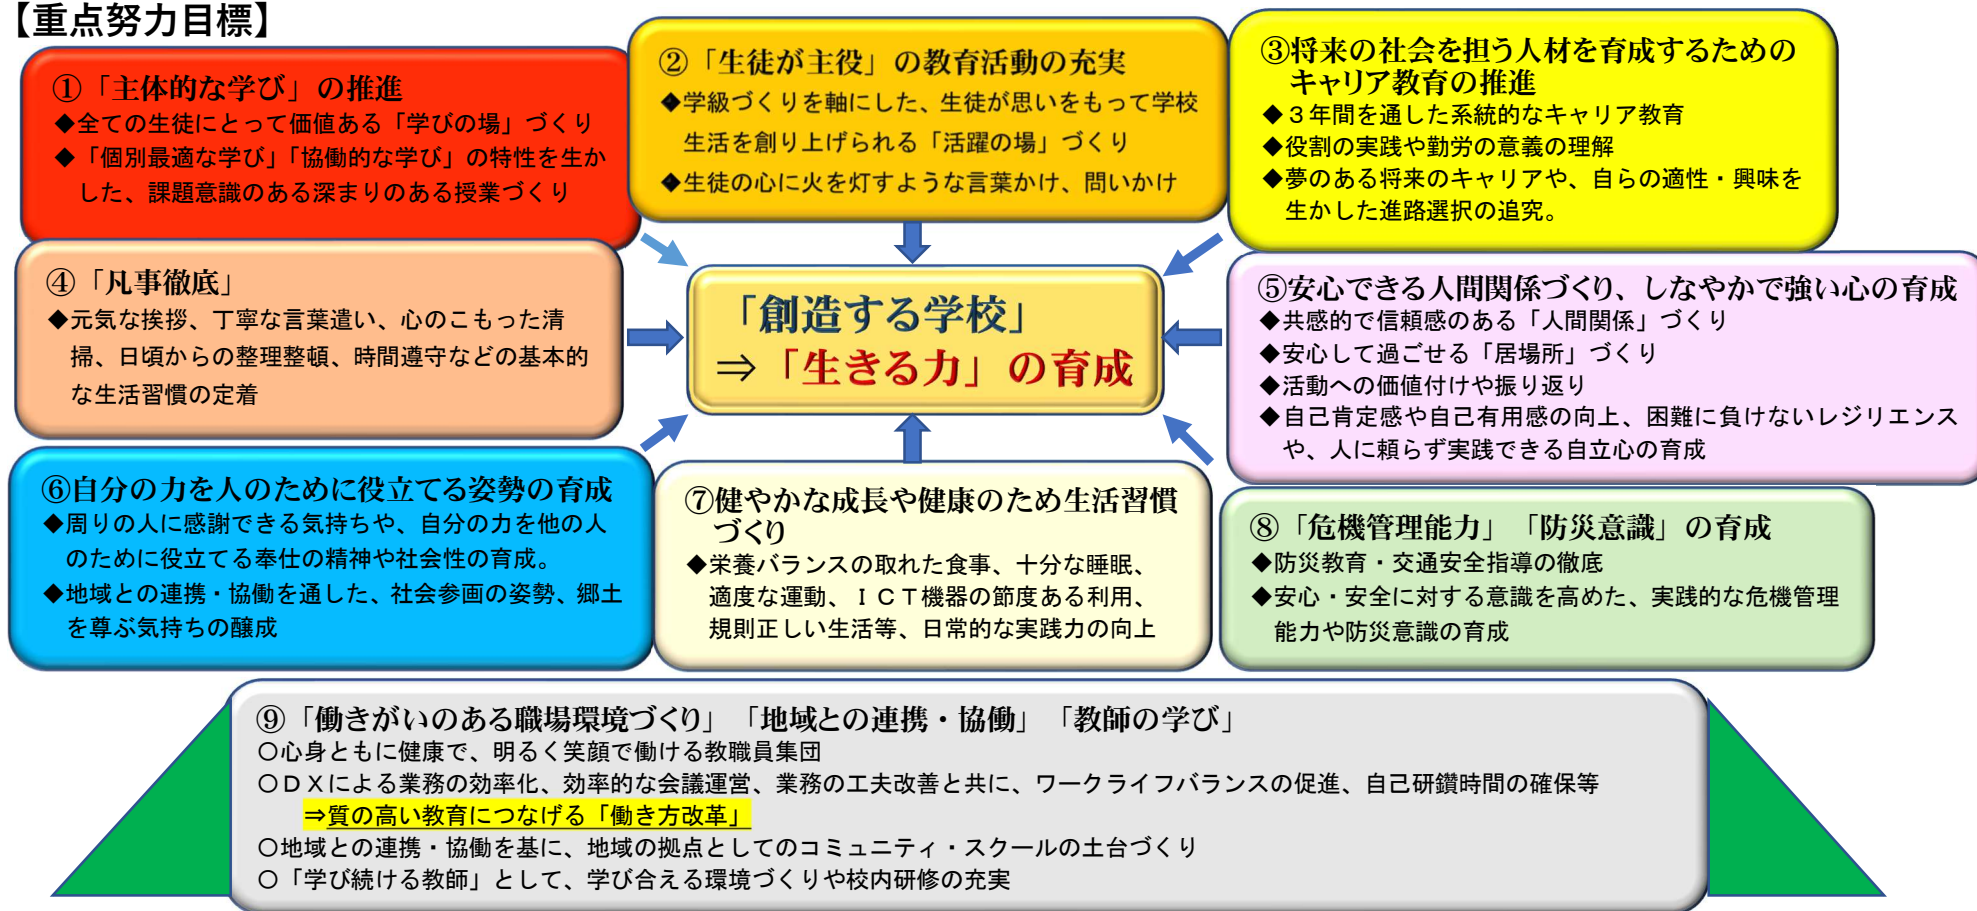 【重点努力目標】
①「主体的な学び」の推進
◆全ての生徒にとって価値ある「学びの場」づくり
◆「個別最適な学び」「協働的な学び」の特性を生か
した、課題意識のある深まりのある授業づくり
②「生徒が主役」の教育活動の充実
◆学級づくりを軸にした、生徒が思いをもって学校
生活を創り上げられる「活躍の場」づくり
◆生徒の心に火を灯すような言葉かけ、問いかけ
③将来の社会を担う人材を育成するための
キャリア教育の推進
◆３年間を通した系統的なキャリア教育
◆役割の実践や勤労の意義の理解
◆夢のある将来のキャリアや、自らの適性・興味を
生かした進路選択の追究。
④「凡事徹底」
◆元気な挨拶、丁寧な言葉遣い、心のこもった清
掃、日頃からの整理整頓、時間遵守などの基本的
な生活習慣の定着
「創造する学校」
⇒「生きる力」の育成
⑤安心できる人間関係づくり、しなやかで強い心の育成
◆共感的で信頼感のある「人間関係」づくり
◆安心して過ごせる「居場所」づくり
◆活動への価値付けや振り返り
◆自己肯定感や自己有用感の向上、困難に負けないレジリエンス
や、人に頼らず実践できる自立心の育成
⑥自分の力を人のために役立てる姿勢の育成
◆周りの人に感謝できる気持ちや、自分の力を他の人
のために役立てる奉仕の精神や社会性の育成。
◆地域との連携・協働を通した、社会参画の姿勢、郷土
を尊ぶ気持ちの醸成
⑦健やかな成長や健康のため生活習慣
づくり
◆栄養バランスの取れた食事、十分な睡眠、
適度な運動、ＩＣＴ機器の節度ある利用、
規則正しい生活等、日常的な実践力の向上
⑧「危機管理能力」「防災意識」の育成
◆防災教育・交通安全指導の徹底
◆安心・安全に対する意識を高めた、実践的な危機管理
能力や防災意識の育成
⑨「働きがいのある職場環境づくり」「地域との連携・協働」「教師の学び」
○心身ともに健康で、明るく笑顔で働ける教職員集団
○ＤＸによる業務の効率化、効率的な会議運営、業務の工夫改善と共に、ワークライフバランスの促進、自己研鑽時間の確保等
⇒質の高い教育につなげる「働き方改革」
○地域との連携・協働を基に、地域の拠点としてのコミュニティ・スクールの土台づくり
○「学び続ける教師」として、学び合える環境づくりや校内研修の充実